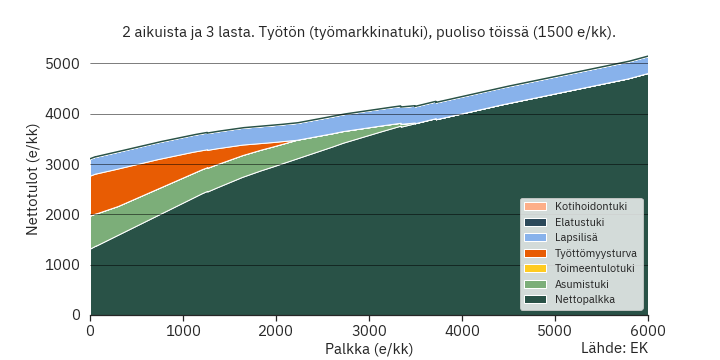 2 aikuista ja 3 lasta. Työtön (työmarkkinatuki), puoliso töissä (1500 e/kk).
Nettotulot (e/kk)
5000
4000
3000
2000
1000
0
Kotihoidontuki
Elatustuki
Lapsilisä
Työttömyysturva
Toimeentulotuki
Asumistuki
Nettopalkka
0 1000 2000 3000 4000 5000 6000
Palkka (e/kk)
Lähde: EK